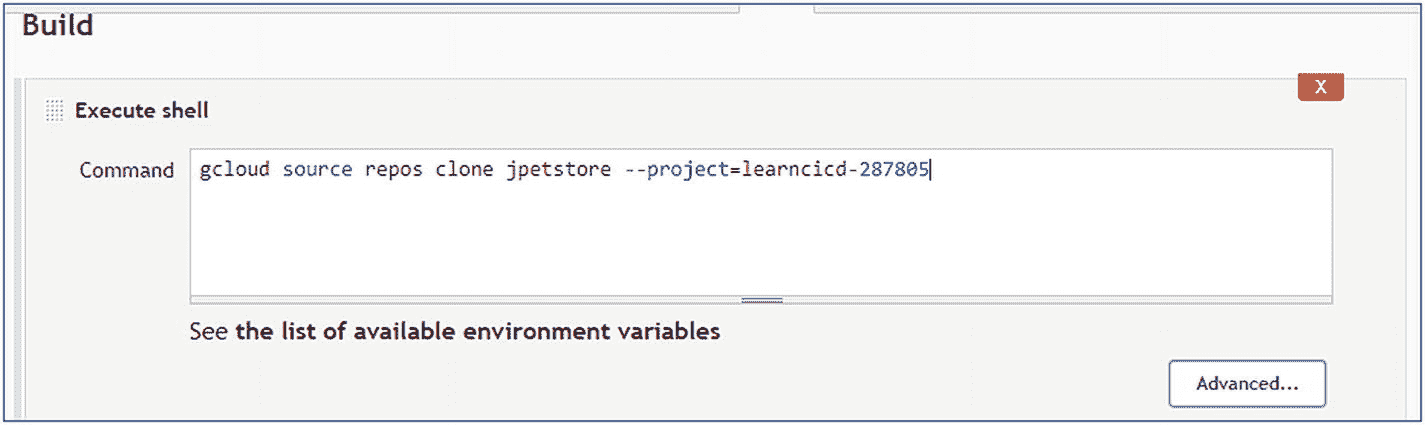 Build
X
Execute shell
Command gcloud source repos clone jpetstore --project=learncicd-287805
See the list of available environment variables
Advanced...